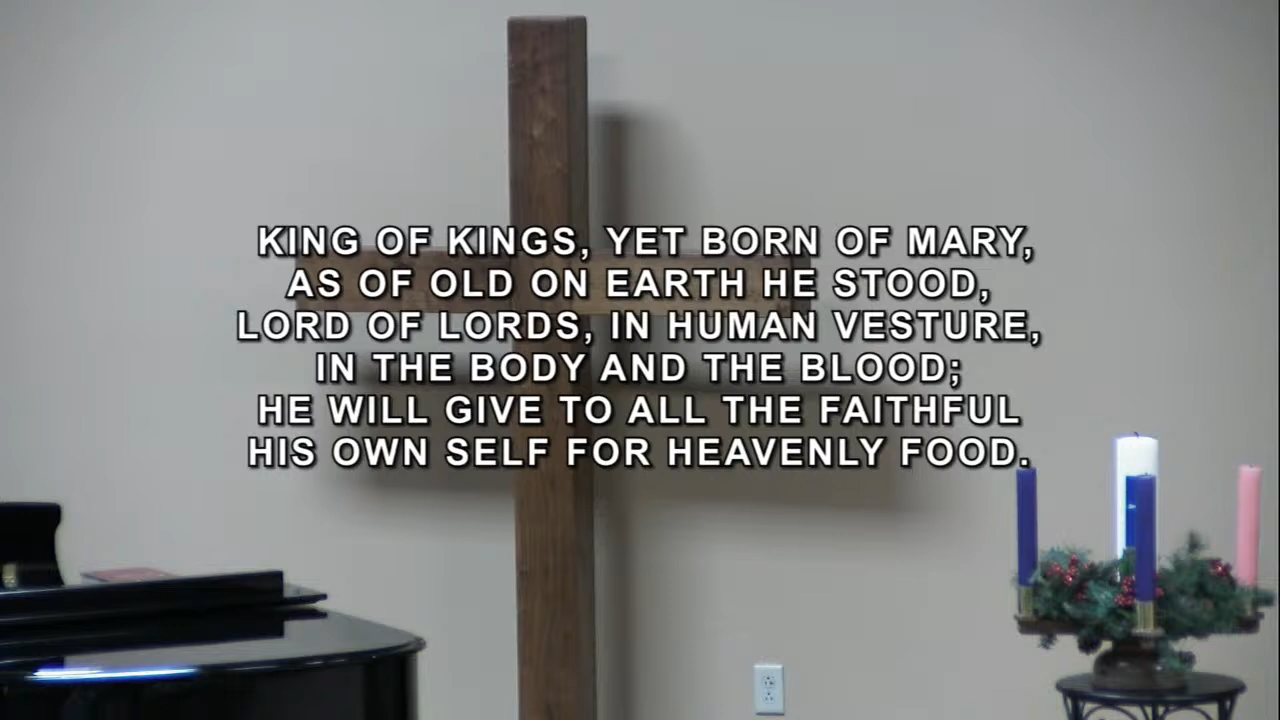 KING OF KINGS, YET BORN OF MARY,
AS OF OLD ON EARTH HE STOOD,
LORD OF LORDS, IN HUMAN VESTURE,
IN THE BODY AND THE BLOOD;
HE WILL GIVE TO ALL THE FAITHFUL
HIS OWN SELF FOR HEAVENLY FOOD.